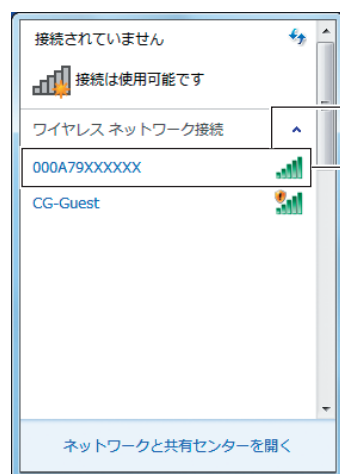 接続されていません
接続は使用可能です
ワイヤレス ネットワーク接続
000A79XXXXXX
CG-Guest
ネットワークと共有センターを開く